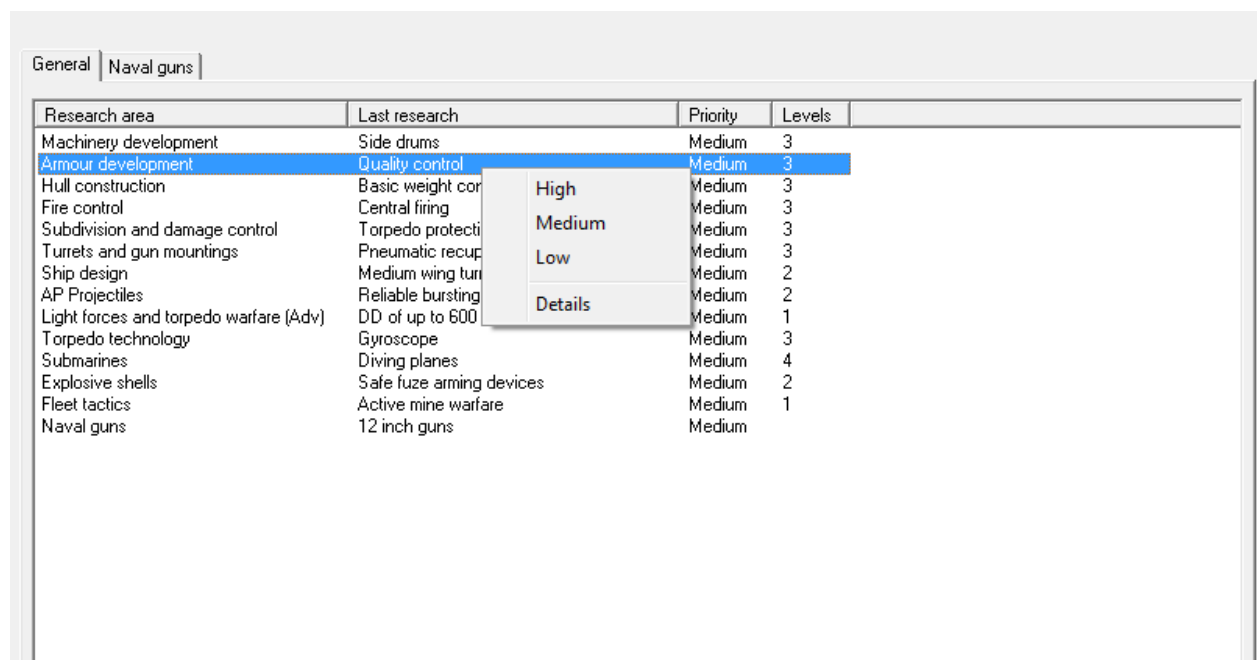 General Naval guns
Research area Last research Priority Levels
Machinery development Side drums Medium 3
Armour development Quality control Medium 3
Hull construction Basic weight Medium 3
Fire control Central firing Medium 3
Subdivision and damage control Torpedo Medium 3
Turrets and gun mountings Pneumatic Medium 3
Ship design Medium wing Medium 2
AP Projectiles Reliable bursting Medium 2
Light forces and torpedo warfare (Adv) DD of up to 600 Medium 1
Torpedo technology Gyroscope Medium 3
Submarines Diving planes Medium 4
Explosive shells Safe fuze arming devices Medium 2
Fleet tactics Active mine warfare Medium 1
Naval guns 12 inch guns Medium
High
Medium
Low
Details